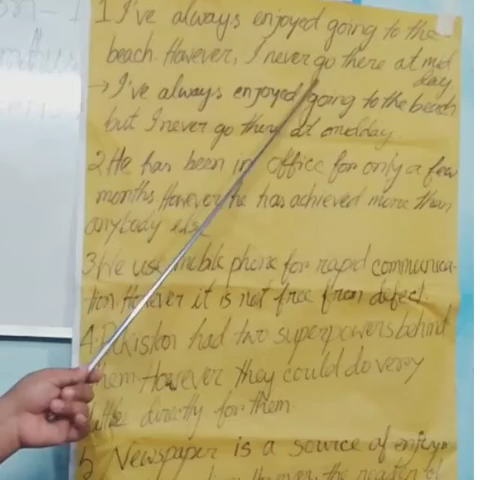 1 I've always enjoyed going to the
beach. However, I never go there at mid
day
→ I've always enjoyed going to the beach
but I never go there at midday
2 He has been in office for only a few
months However he has achieved more than
anybody else
3 We use mobile phone for rapid communica-
tion However it is not free from defect.
4. Pakistan had two superpowers behind
them. However they could do very
little directly for them.
5 Newspaper is a source of enjoy-
However, the reader of